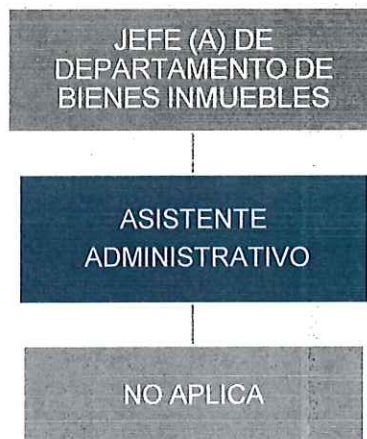 JEFE (A) DE
DEPARTAMENTO DE
BIENES INMUEBLES
ASISTENTE
ADMINISTRATIVO
NO APLICA